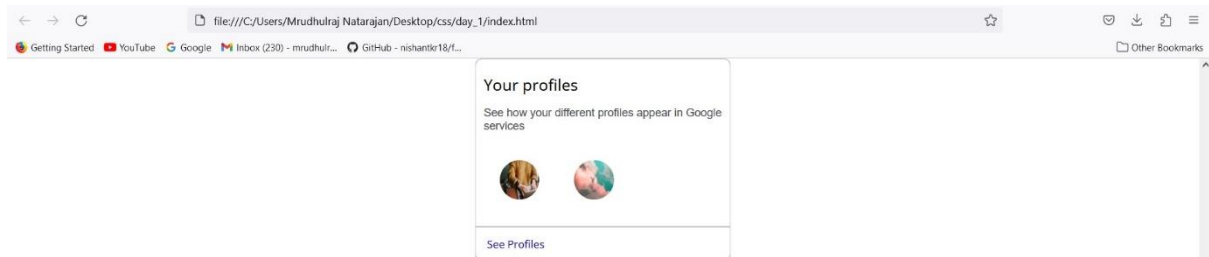 file:///C:/Users/Mrudhulraj Natarajan/Desktop/css/day_1/index.html
Getting Started YouTube Google Inbox (230) - mrudhulr... GitHub - nishantkr18/f... Other Bookmarks
Your profiles
See how your different profiles appear in Google
services
See Profiles